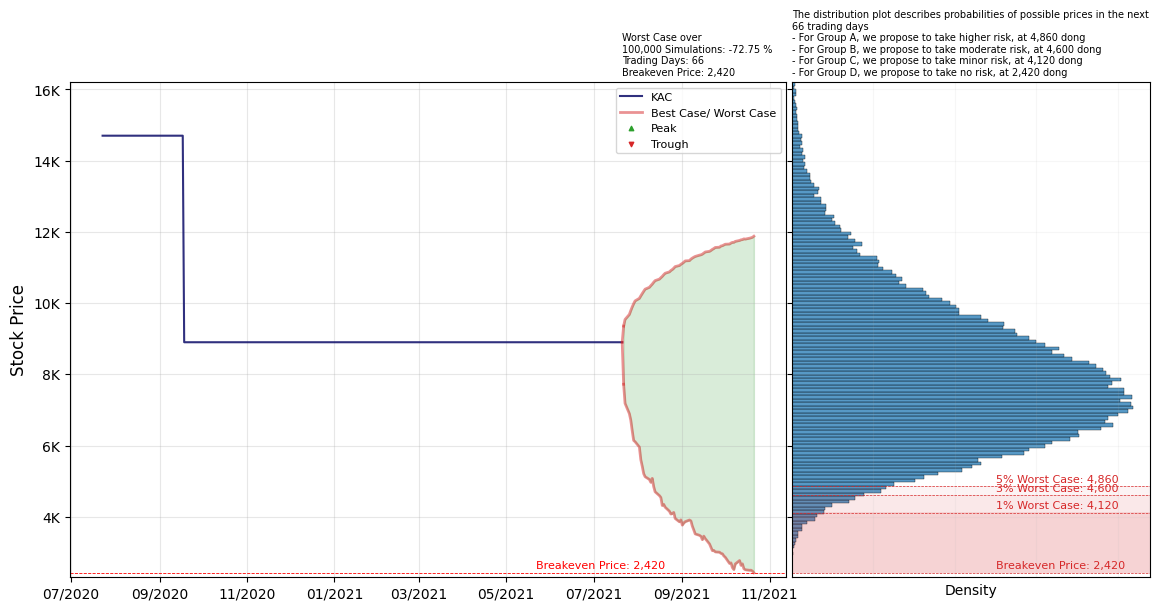 The distribution plot describes probabilities of possible prices in the next
66 trading days
- For Group A, we propose to take higher risk, at 4,860 dong
- For Group B, we propose to take moderate risk, at 4,600 dong
- For Group C, we propose to take minor risk, at 4,120 dong
- For Group D, we propose to take no risk, at 2,420 dong
Worst Case over
100,000 Simulations: -72.75 %
Trading Days: 66
Breakeven Price: 2,420
KAC
Best Case/ Worst Case
Peak
Trough
Stock Price
16K
14K
12K
10K
8K
6K
4K
Breakeven Price: 2,420
07/2020
09/2020
11/2020
01/2021
03/2021
05/2021
07/2021
09/2021
11/2021
5% Worst Case: 4,860
3% Worst Case: 4,600
1% Worst Case: 4,120
Breakeven Price: 2,420
Density